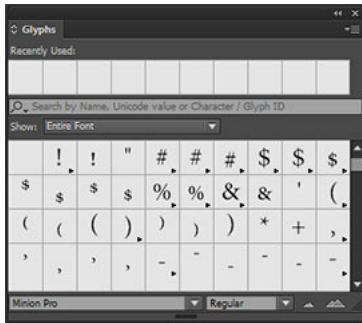 Glyphs
Recently Used:
Search by Name, Unicode value or Character / Glyph ID
Show: Entire Font
! ! " # # # $ $ $
$ $ $ $ % % & & ' (
( ( ( ) ) ) ) * + ,
, , , , - - - - - -
Minion Pro Regular